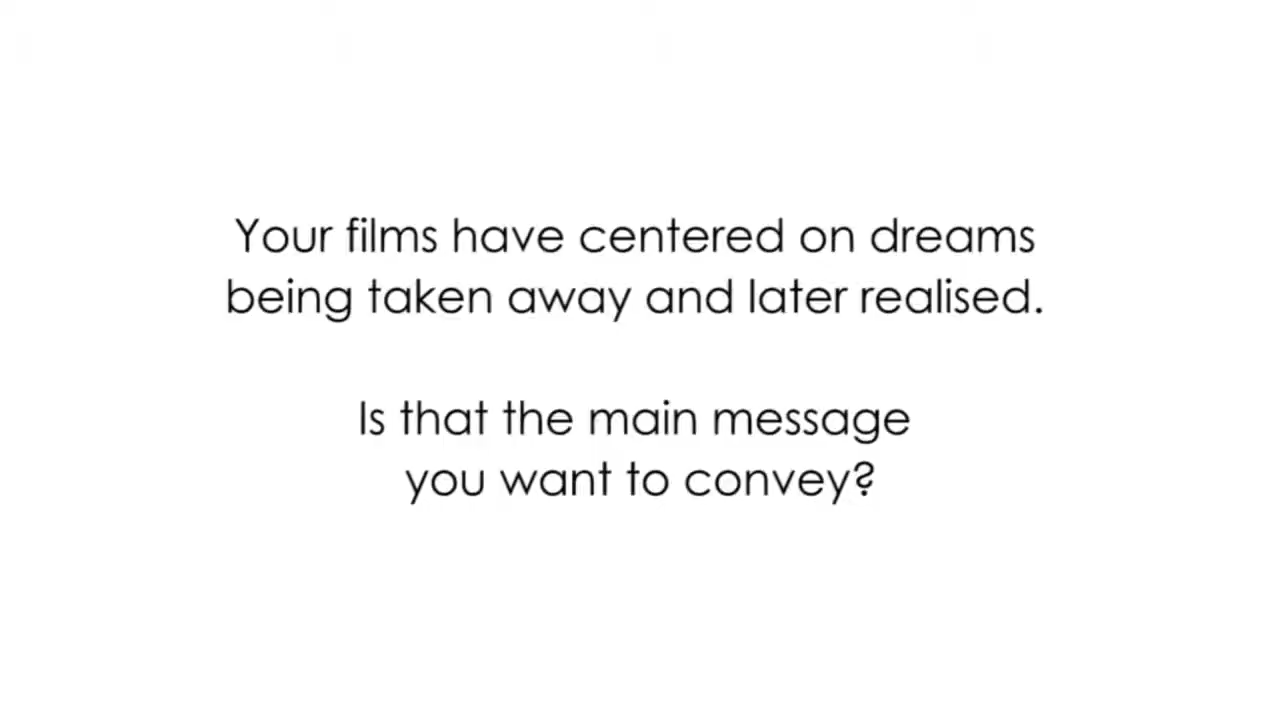 Your films have centered on dreams
being taken away and later realised.
Is that the main message
you want to convey?